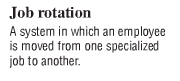 Job rotation
A system in which an employee
is moved from one specialized
job to another.